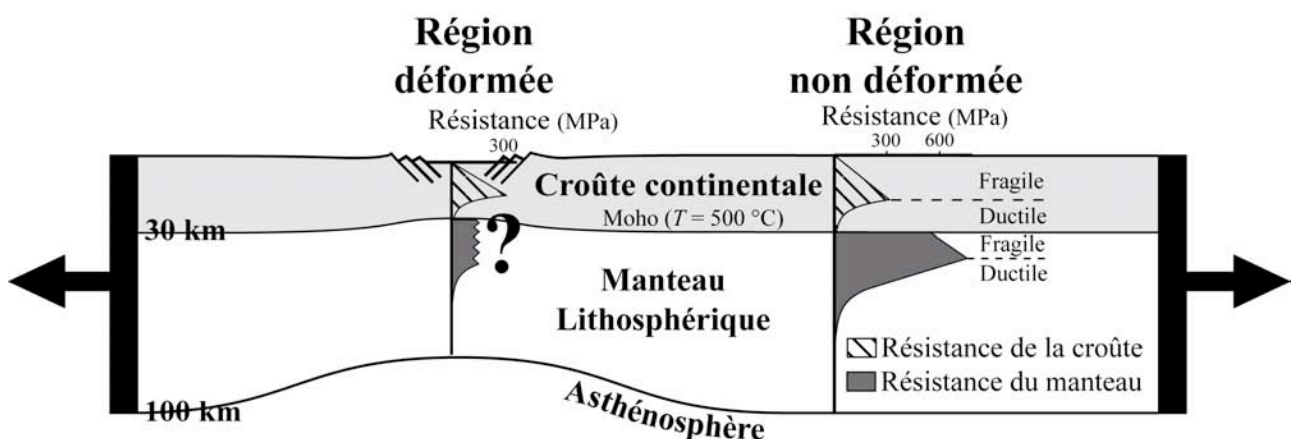 Région
déformée
Résistance (MPa)
300
Région
non déformée
Résistance (MPa)
300 600
Croûte continentale
Moho (T = 500 °C)
Fragile
Ductile
30 km
?
Fragile
Ductile
Manteau
Lithosphérique
Résistance de la croûte
Résistance du manteau
100 km
Asthénosphère